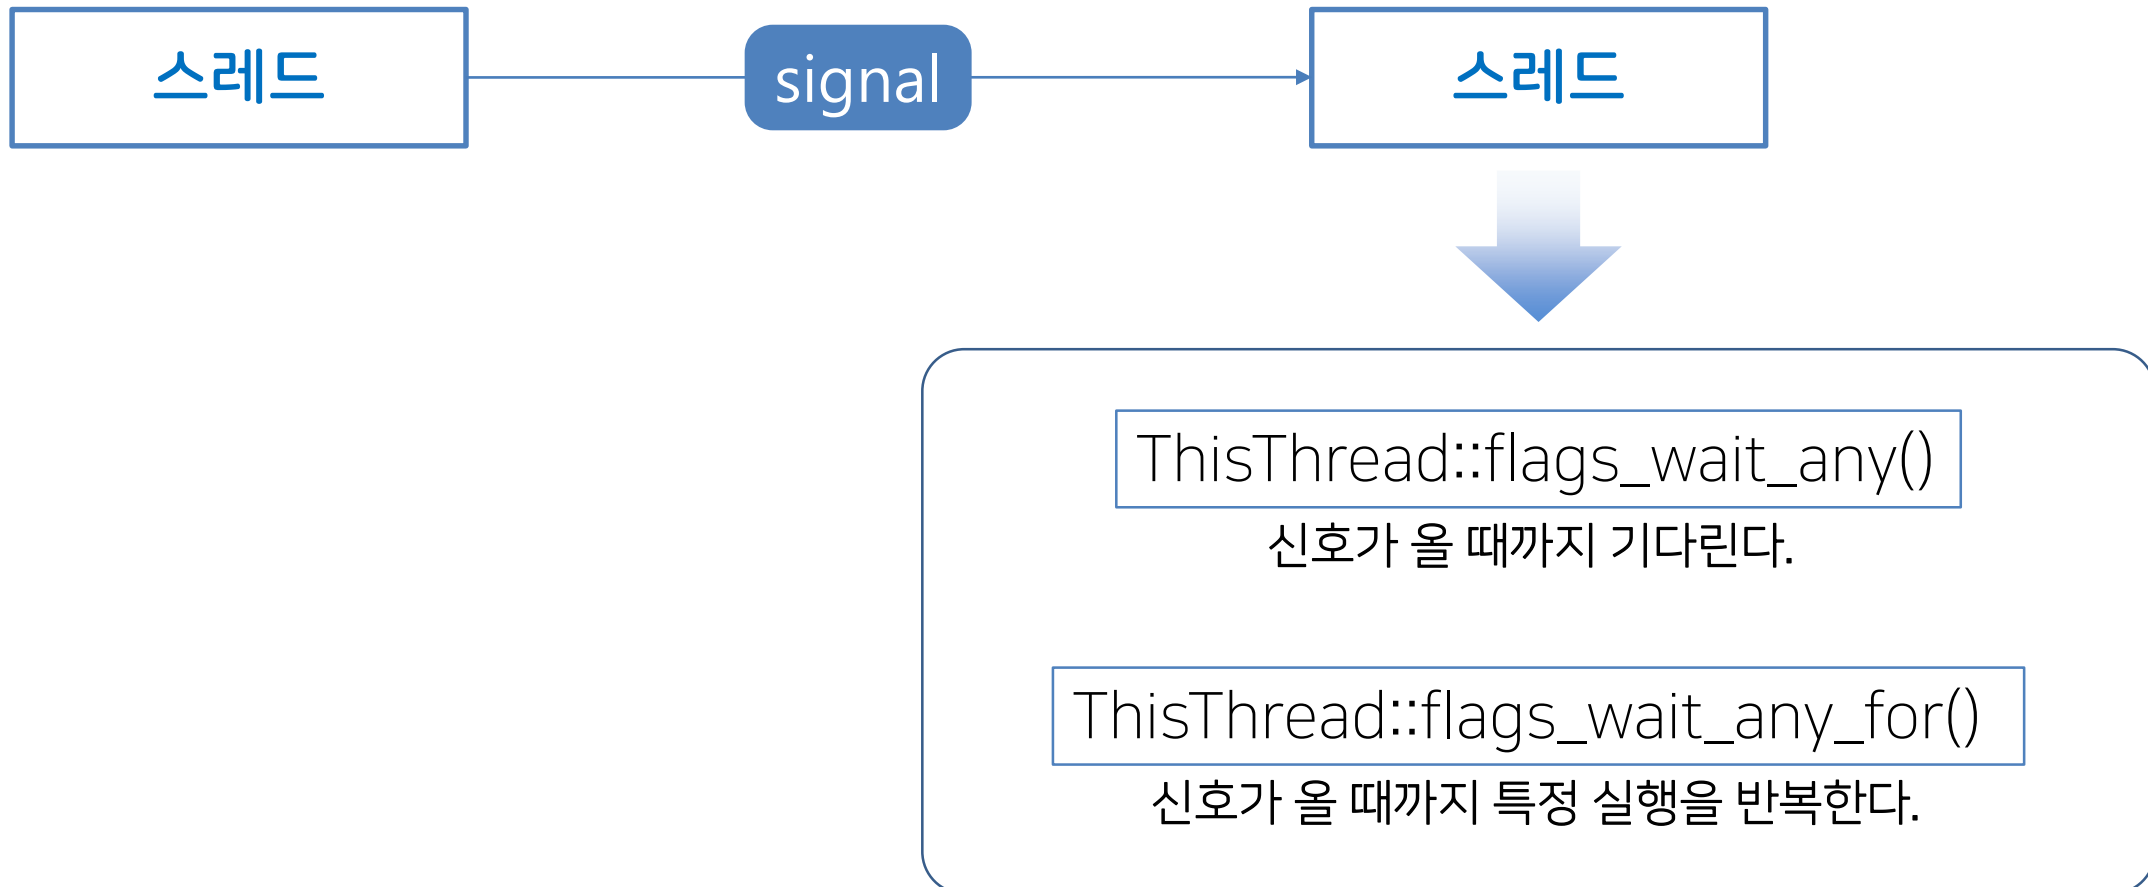 스레드
signal
스레드
ThisThread::flags_wait_any()
신호가 올 때까지 기다린다.
ThisThread::flags_wait_any_for()
신호가 올 때까지 특정 실행을 반복한다.